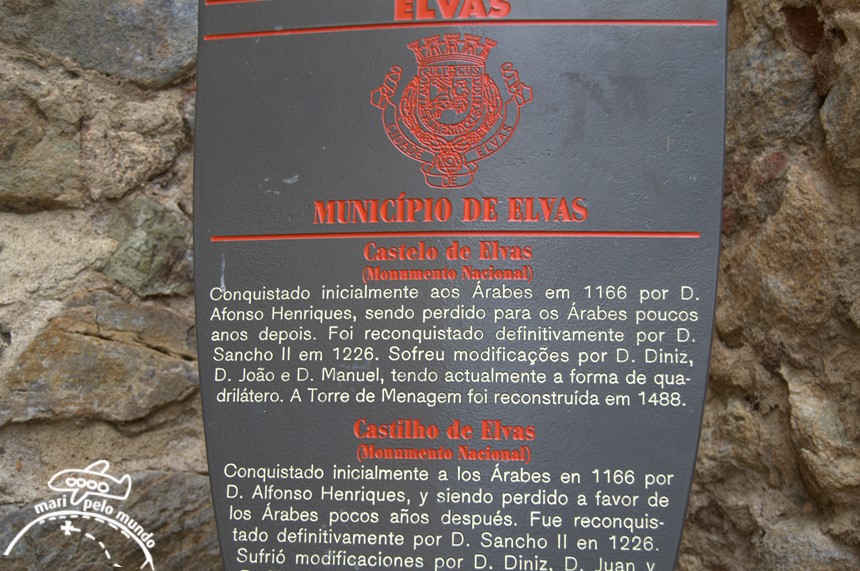 ELVAS
CIDADE DE ELVAS
MUNICÍPIO DE ELVAS
Castelo de Elvas
(Monumento Nacional)
Conquistado inicialmente aos Árabes em 1166 por D.
Afonso Henriques, sendo perdido para os Árabes poucos
anos depois. Foi reconquistado definitivamente por D.
Sancho II em 1226. Sofreu modificações por D. Diniz,
D. João e D. Manuel, tendo actualmente a forma de qua-
drilátero. A Torre de Menagem foi reconstruída em 1488.
Castilho de Elvas
(Monumento Nacional)
Conquistado inicialmente a los Árabes en 1166 por
D. Alfonso Henriques, y siendo perdido a favor de
los Árabes pocos años después. Fue reconquis-
tado definitivamente por D. Sancho II en 1226.
Sufrió modificaciones por D. Diniz, D. Juan y
mari pelo mundo